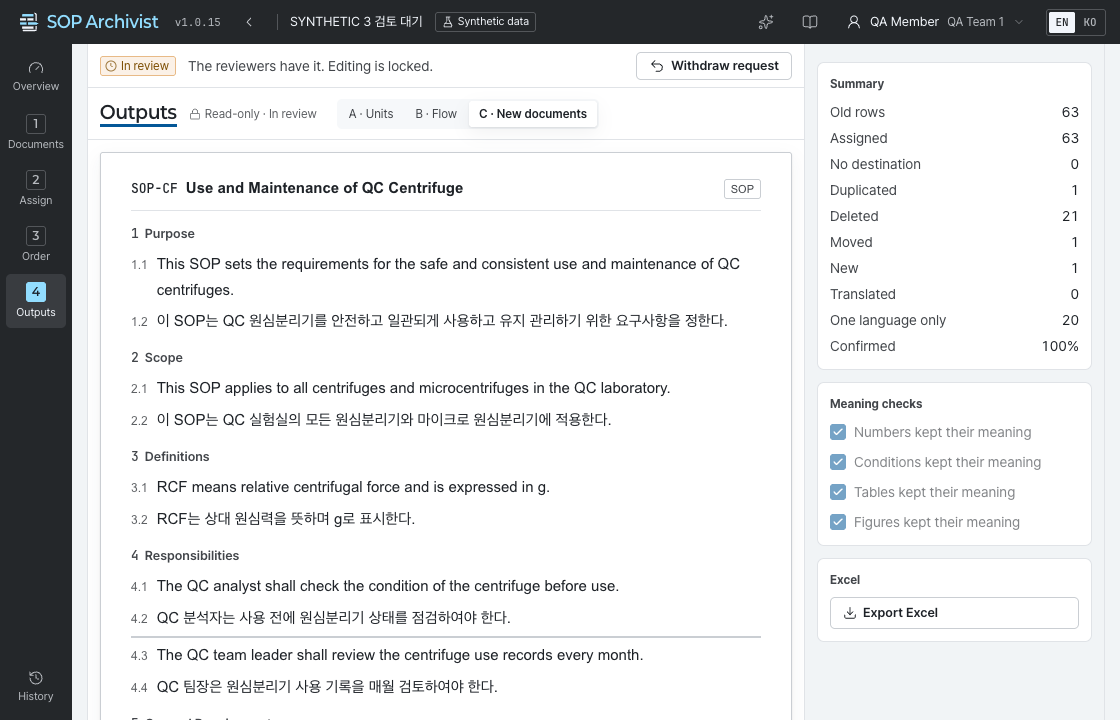 SOP Archivist v1.0.15
SYNTHETIC 3 검토 대기
Synthetic data
QA Member QA Team 1
EN KO
Overview
1
Documents
2
Assign
3
Order
4
Outputs
History
In review The reviewers have it. Editing is locked.
Withdraw request
Outputs Read-only · In review
A · Units B · Flow C · New documents
SOP-CF Use and Maintenance of QC Centrifuge
SOP
1 Purpose
1.1 This SOP sets the requirements for the safe and consistent use and maintenance of QC
centrifuges.
1.2 이 SOP는 QC 원심분리기를 안전하고 일관되게 사용하고 유지 관리하기 위한 요구사항을 정한다.
2 Scope
2.1 This SOP applies to all centrifuges and microcentrifuges in the QC laboratory.
2.2 이 SOP는 QC 실험실의 모든 원심분리기와 마이크로 원심분리기에 적용한다.
3 Definitions
3.1 RCF means relative centrifugal force and is expressed in g.
3.2 RCF는 상대 원심력을 뜻하며 g로 표시한다.
4 Responsibilities
4.1 The QC analyst shall check the condition of the centrifuge before use.
4.2 QC 분석자는 사용 전에 원심분리기 상태를 점검하여야 한다.
4.3 The QC team leader shall review the centrifuge use records every month.
4.4 QC 팀장은 원심분리기 사용 기록을 매월 검토하여야 한다.
Summary
Old rows 63
Assigned 63
No destination 0
Duplicated 1
Deleted 21
Moved 1
New 1
Translated 0
One language only 20
Confirmed 100%
Meaning checks
Numbers kept their meaning
Conditions kept their meaning
Tables kept their meaning
Figures kept their meaning
Excel
Export Excel